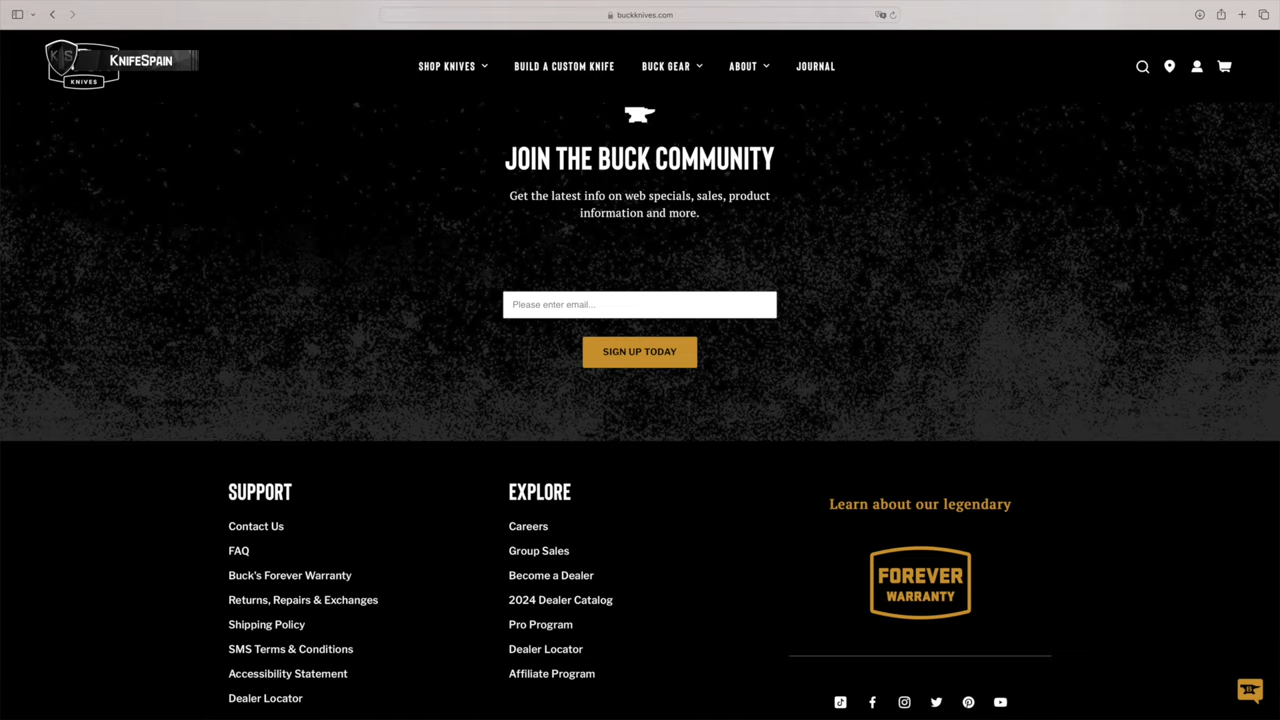 buckknives.com
KS KNIFESPAIN
KNIVES
SHOP KNIVES
BUILD A CUSTOM KNIFE
BUCK GEAR
ABOUT
JOURNAL
JOIN THE BUCK COMMUNITY
Get the latest info on web specials, sales, product
information and more.
Please enter email...
SIGN UP TODAY
SUPPORT
Contact Us
FAQ
Buck's Forever Warranty
Returns, Repairs & Exchanges
Shipping Policy
SMS Terms & Conditions
Accessibility Statement
Dealer Locator
EXPLORE
Careers
Group Sales
Become a Dealer
2024 Dealer Catalog
Pro Program
Dealer Locator
Affiliate Program
Learn about our legendary
FOREVER
WARRANTY